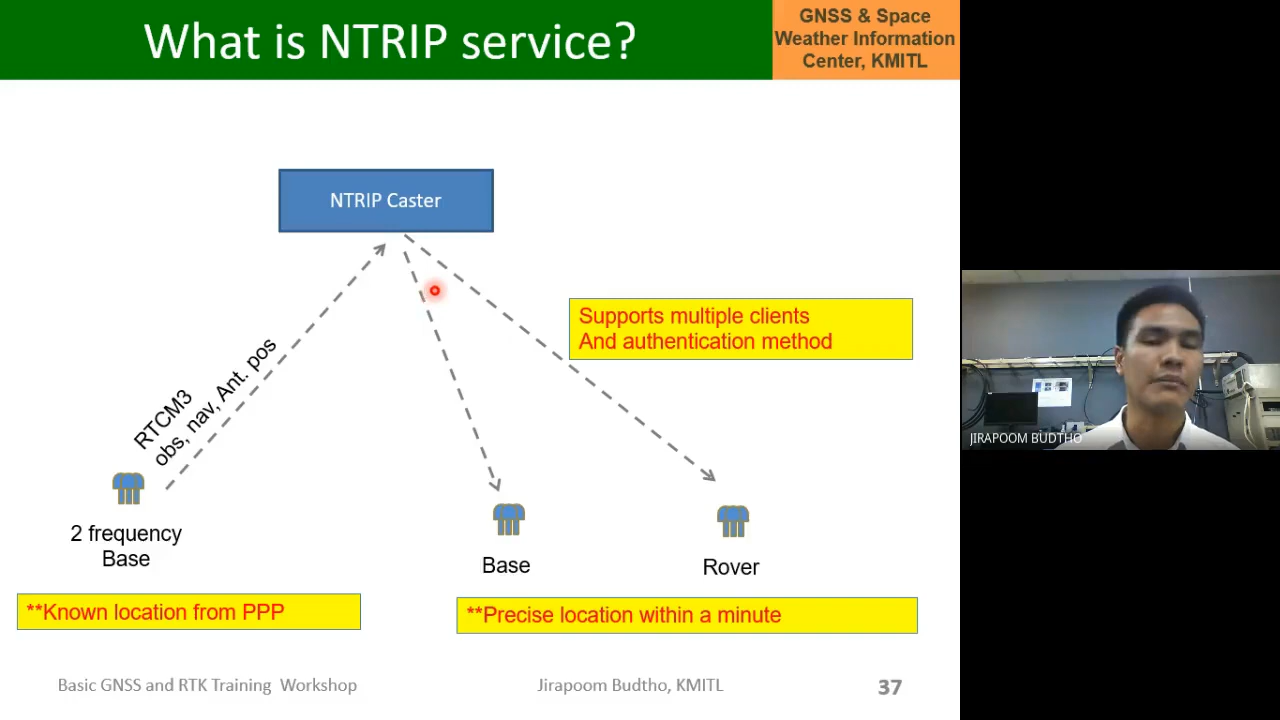 What is NTRIP service?
GNSS & Space
Weather Information
Center, KMITL
NTRIP Caster
Supports multiple clients
And authentication method
RTCM3
obs, nav, Ant. pos
2 frequency
Base
Base
Rover
**Known location from PPP
**Precise location within a minute
JIRAPOOM BUDTHO
Basic GNSS and RTK Training Workshop
Jirapoom Budtho, KMITL
37